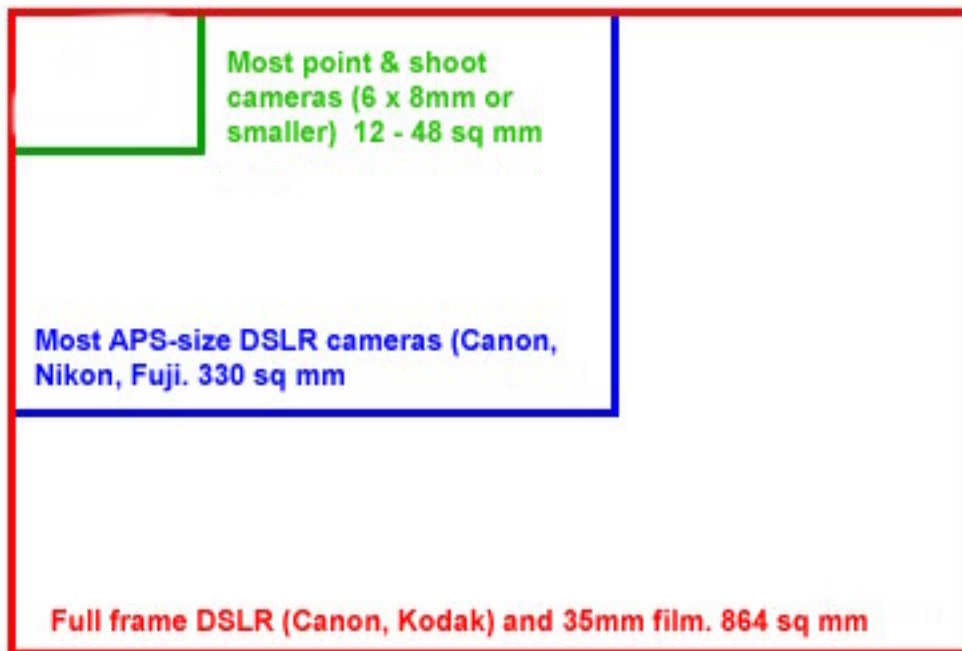 Most point & shoot
cameras (6 x 8mm or
smaller) 12 - 48 sq mm
Most APS-size DSLR cameras (Canon,
Nikon, Fuji. 330 sq mm
Full frame DSLR (Canon, Kodak) and 35mm film. 864 sq mm